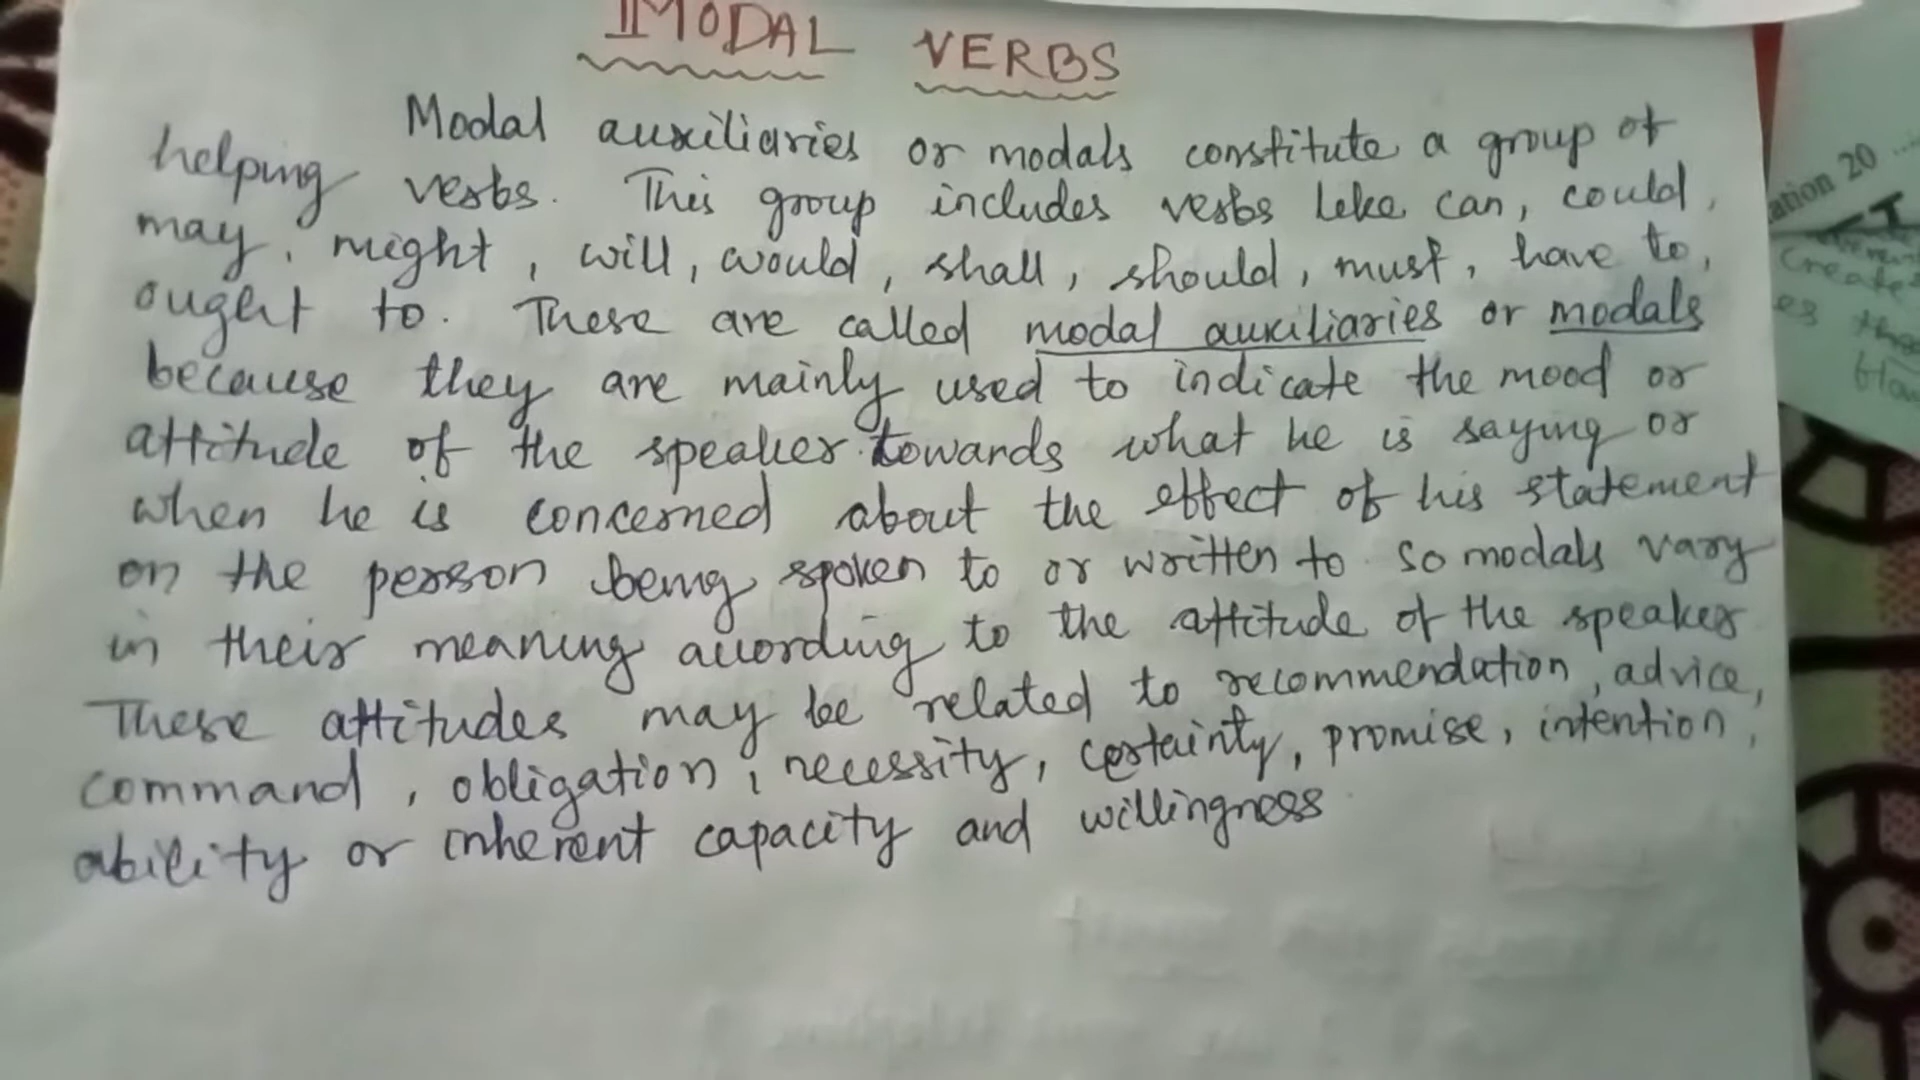 MODAL VERBS
Modal auxiliaries or modals constitute a group of
helping verbs. This group includes verbs like can, could,
may, might, will, would, shall, should, must, have to,
ought to. These are called modal auxiliaries or modals
because they are mainly used to indicate the mood or
attitude of the speaker towards what he is saying or
when he is concerned about the effect of his statement
on the person being spoken to or written to. So modals vary
in their meaning according to the attitude of the speaker
These attitudes may be related to recommendation, advice,
command, obligation, necessity, certainty, promise, intention,
ability or inherent capacity and willingness.
ation 20 ...
Create
es